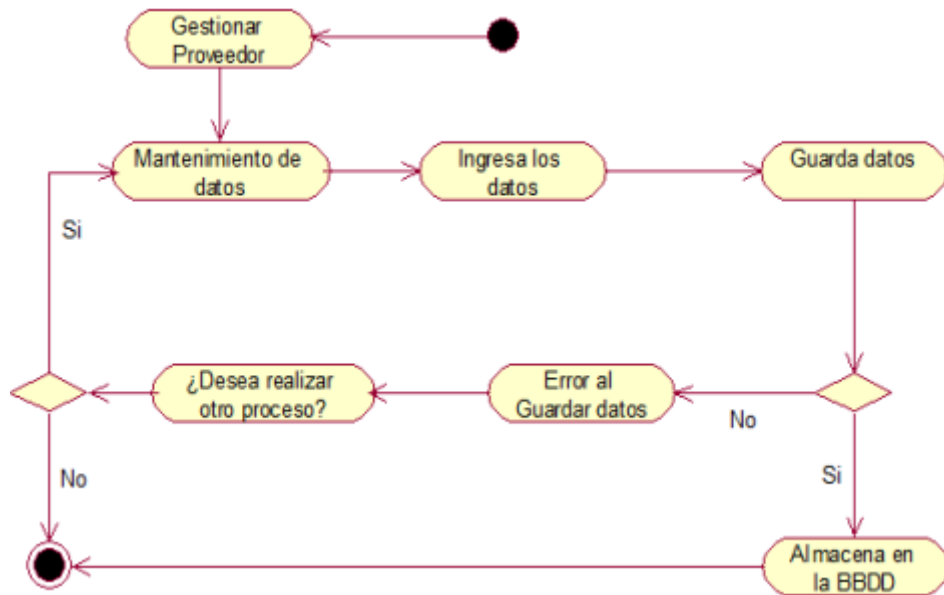 Gestionar
Proveedor
Mantenimiento de
datos
Ingresa los
datos
Guarda datos
Si
¿Desea realizar
otro proceso?
Error al
Guardar datos
No
No
Si
Almacena en
la BBDD